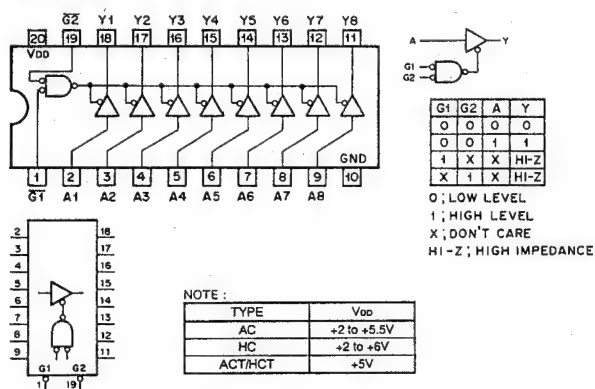 G2 Y1 Y2 Y3 Y4 Y5 Y6 Y7 Y8
20 19 18 17 16 15 14 13 12 11
VDD
GND
1 2 3 4 5 6 7 8 9 10
G1 A1 A2 A3 A4 A5 A6 A7 A8
A Y
G1
G2
G1 G2 A Y
0 0 0 0
0 0 1 1
1 X X HI-Z
X 1 X HI-Z
0 ; LOW LEVEL
1 ; HIGH LEVEL
X ; DON'T CARE
HI-Z ; HIGH IMPEDANCE
2 18
3 17
4 16
5 15
6 14
7 13
8 12
9 11
G1 G2
1 19
NOTE :
TYPE VDD
AC +2 to +5.5V
HC +2 to +6V
ACT/HCT +5V